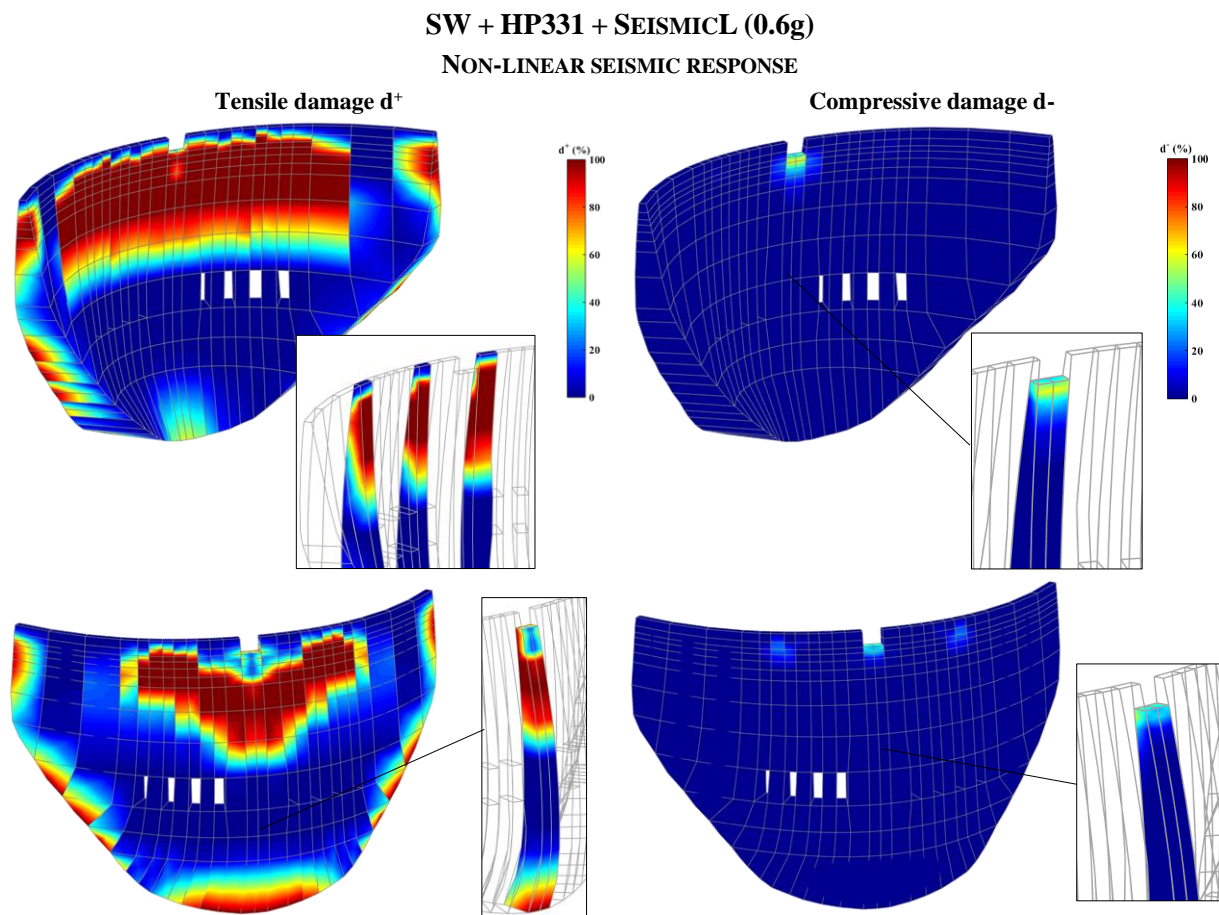 SW + HP331 + SEISMICL (0.6g)
NON-LINEAR SEISMIC RESPONSE
Tensile damage d+
Compressive damage d-
d+ (%)
100
80
60
40
20
0
d- (%)
100
80
60
40
20
0